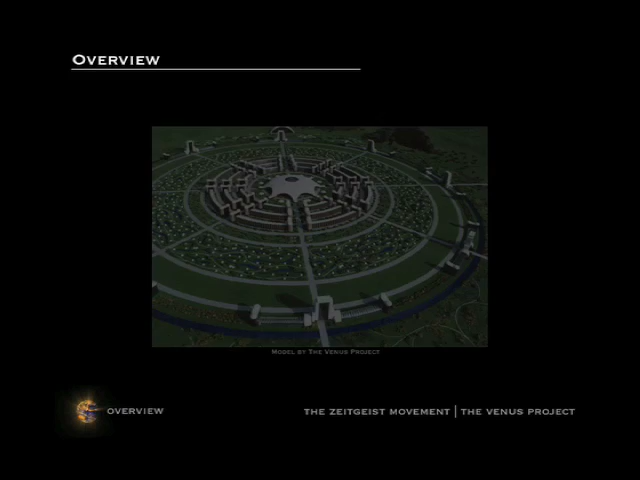 OVERVIEW
MODEL BY THE VENUS PROJECT
OVERVIEW
THE ZEITGEIST MOVEMENT | THE VENUS PROJECT